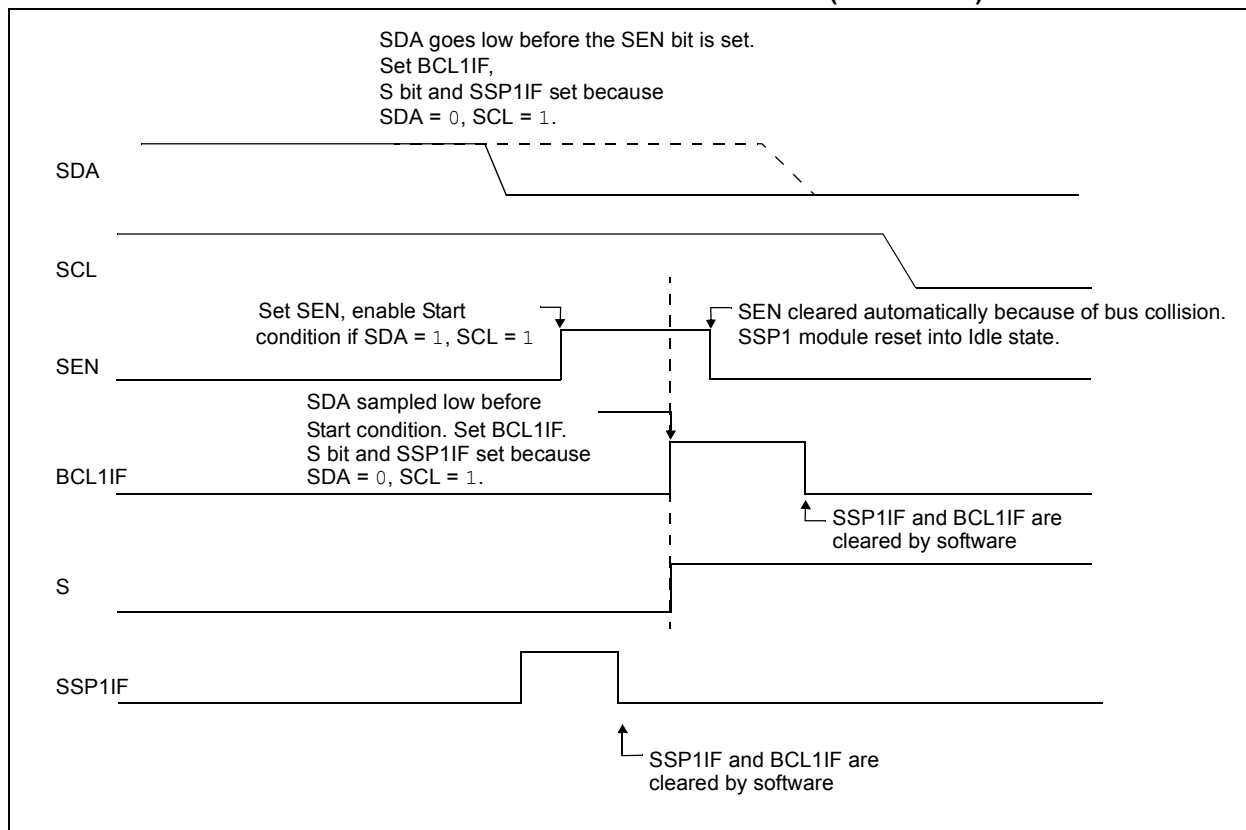 SDA goes low before the SEN bit is set.
Set BCL1IF,
S bit and SSP1IF set because
SDA = 0, SCL = 1.
SDA
SCL
Set SEN, enable Start
condition if SDA = 1, SCL = 1
SEN cleared automatically because of bus collision.
SSP1 module reset into Idle state.
SEN
SDA sampled low before
Start condition. Set BCL1IF.
S bit and SSP1IF set because
SDA = 0, SCL = 1.
BCL1IF
SSP1IF and BCL1IF are
cleared by software
S
SSP1IF
SSP1IF and BCL1IF are
cleared by software